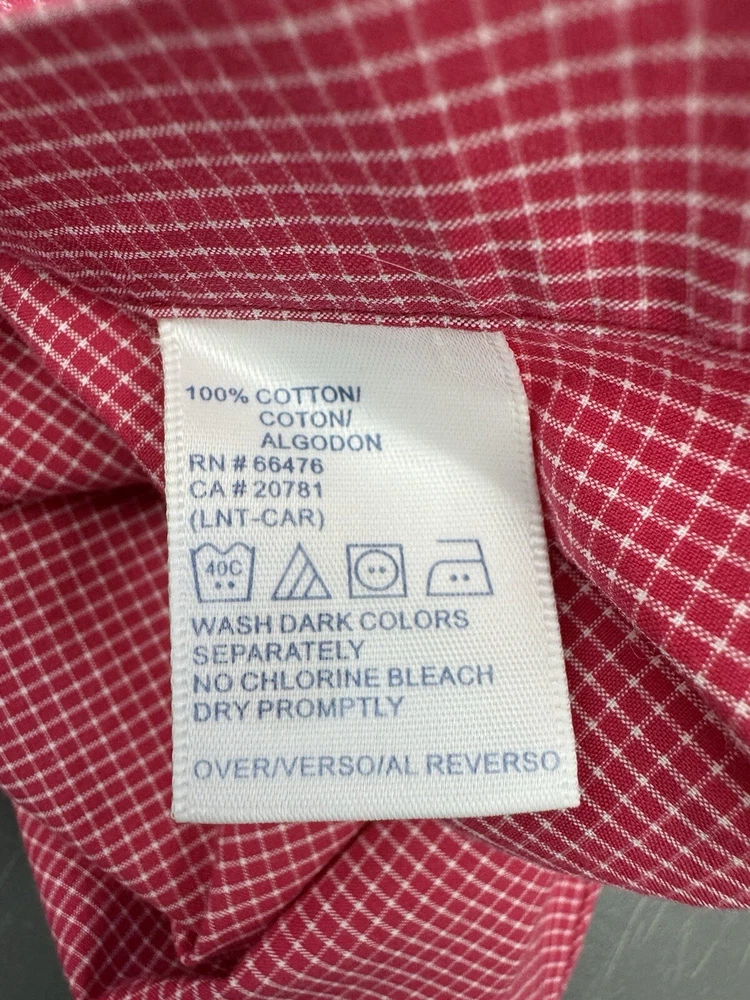 100% COTTON/
COTON/
ALGODON
RN # 66476
CA # 20781
(LNT-CAR)
40C
WASH DARK COLORS
SEPARATELY
NO CHLORINE BLEACH
DRY PROMPTLY
OVER/VERSO/AL REVERSO